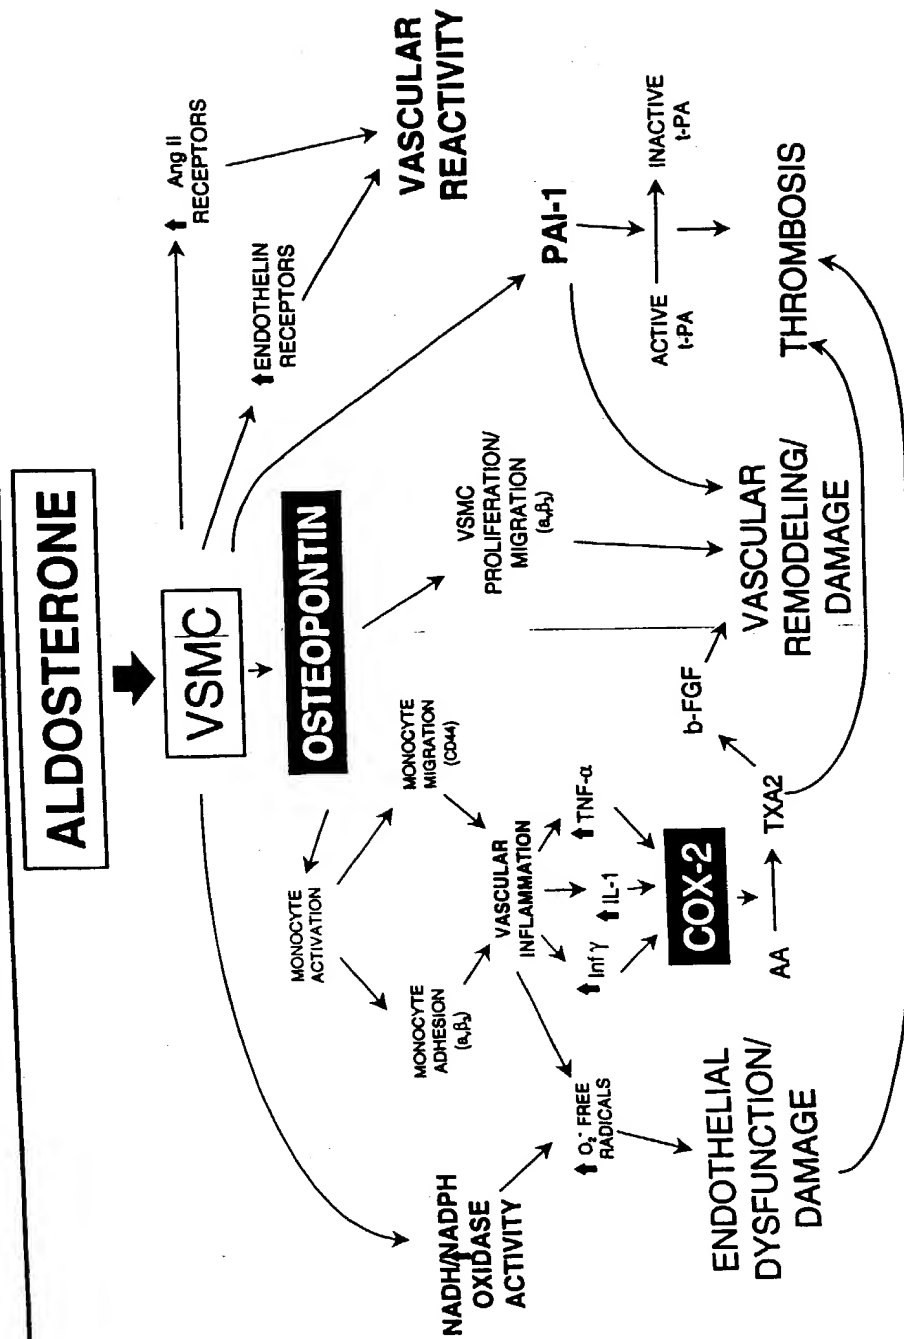 ALDOSTERONE
VSMC
⬆ Ang II
RECEPTORS
⬆ENDOTHELIN
RECEPTORS
VASCULAR
REACTIVITY
OSTEOPONTIN
MONOCYTE
ACTIVATION
MONOCYTE
MIGRATION
(CD44)
MONOCYTE
ADHESION
(aᵥβ₃)
VSMC
PROLIFERATION/
MIGRATION
(aᵥβ₃)
PAI-1
NADH/NADPH
OXIDASE
ACTIVITY
VASCULAR
INFLAMMATION
⬆ O₂⁻ FREE
RADICALS
⬆Inf γ
⬆IL-1
⬆TNF-α
COX-2
AA
TXA2
b-FGF
ACTIVE
t-PA
INACTIVE
t-PA
ENDOTHELIAL
DYSFUNCTION/
DAMAGE
VASCULAR
REMODELING/
DAMAGE
THROMBOSIS